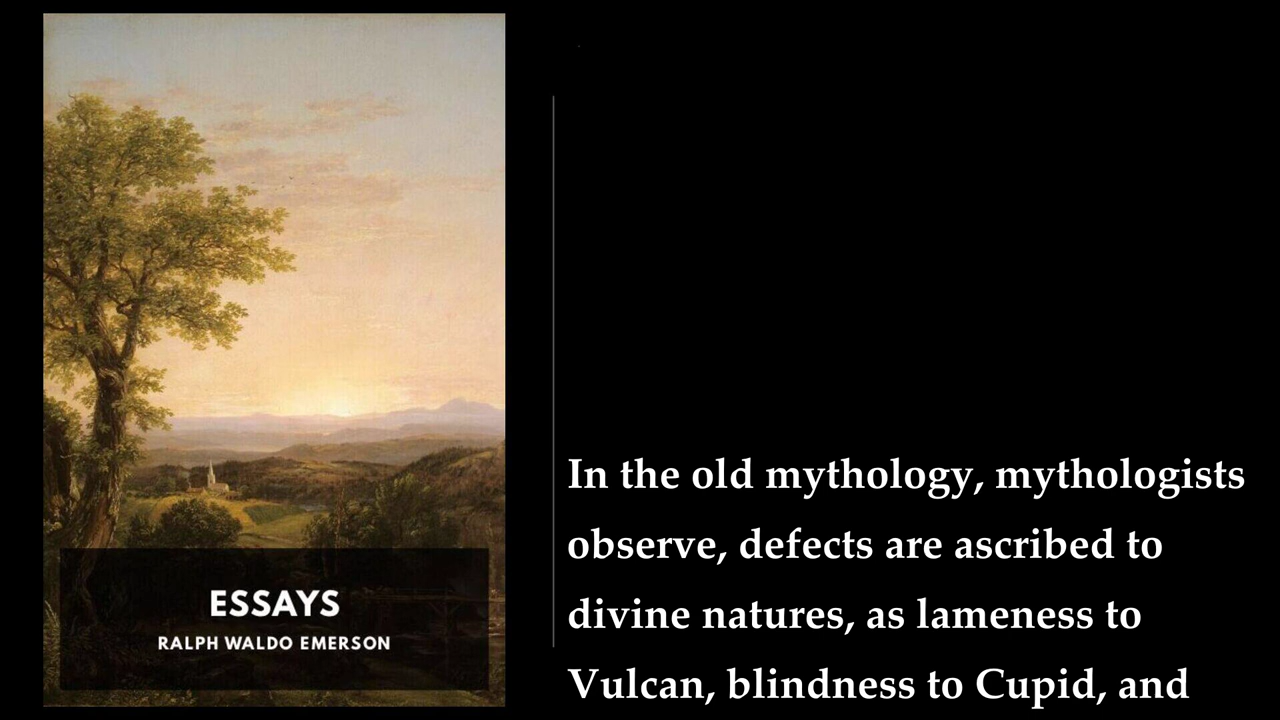 ESSAYS
RALPH WALDO EMERSON
In the old mythology, mythologists
observe, defects are ascribed to
divine natures, as lameness to
Vulcan, blindness to Cupid, and